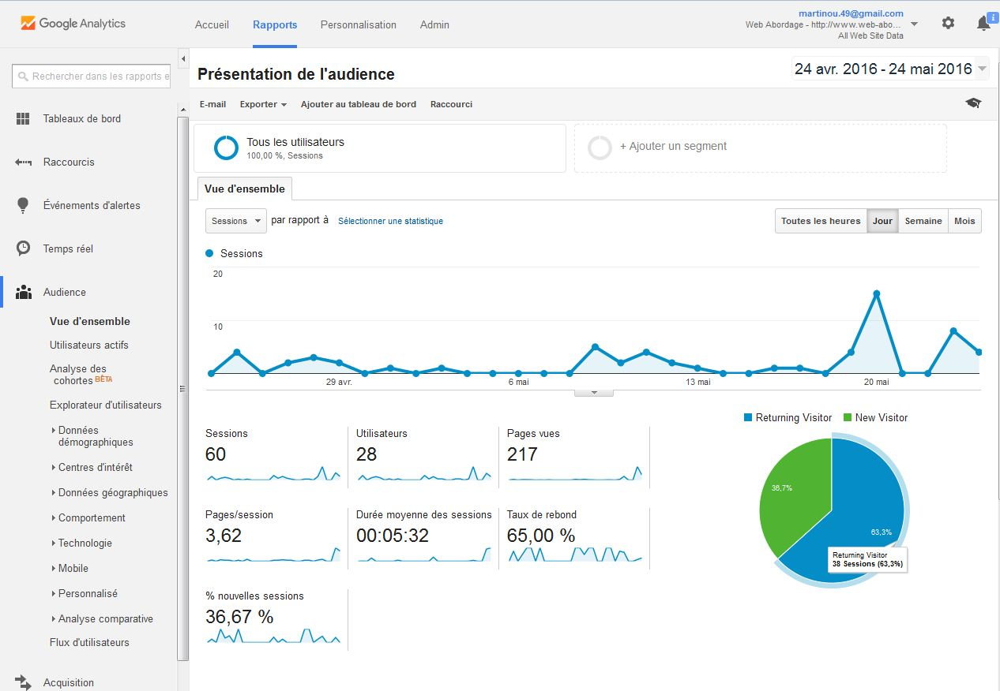 Google Analytics
Accueil
Rapports
Personnalisation
Admin
martinou.49@gmail.com
Web Abordage - http://www.web-abo...
All Web Site Data
i
Rechercher dans les rapports e
Tableaux de bord
Raccourcis
Événements d'alertes
Temps réel
Audience
Vue d'ensemble
Utilisateurs actifs
Analyse des
cohortes BÊTA
Explorateur d'utilisateurs
Données
démographiques
Centres d'intérêt
Données géographiques
Comportement
Technologie
Mobile
Personnalisé
Analyse comparative
Flux d'utilisateurs
Acquisition
Présentation de l'audience
24 avr. 2016 - 24 mai 2016
E-mail
Exporter
Ajouter au tableau de bord
Raccourci
Tous les utilisateurs
100,00 %, Sessions
+ Ajouter un segment
Vue d'ensemble
Sessions
par rapport à
Sélectionner une statistique
Toutes les heures
Jour
Semaine
Mois
Sessions
20
10
29 avr.
6 mai
13 mai
20 mai
Sessions
60
Utilisateurs
28
Pages vues
217
Pages/session
3,62
Durée moyenne des sessions
00:05:32
Taux de rebond
65,00 %
% nouvelles sessions
36,67 %
Returning Visitor
New Visitor
36,7%
63,3%
Returning Visitor
38 Sessions (63,3%)